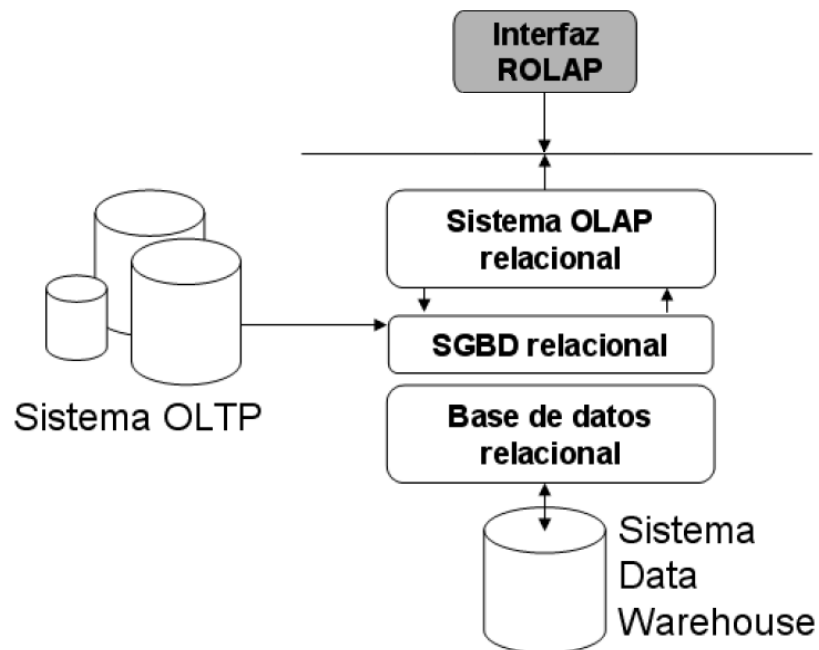 Interfaz
ROLAP
Sistema OLAP
relacional
SGBD relacional
Sistema OLTP
Base de datos
relacional
Sistema
Data
Warehouse